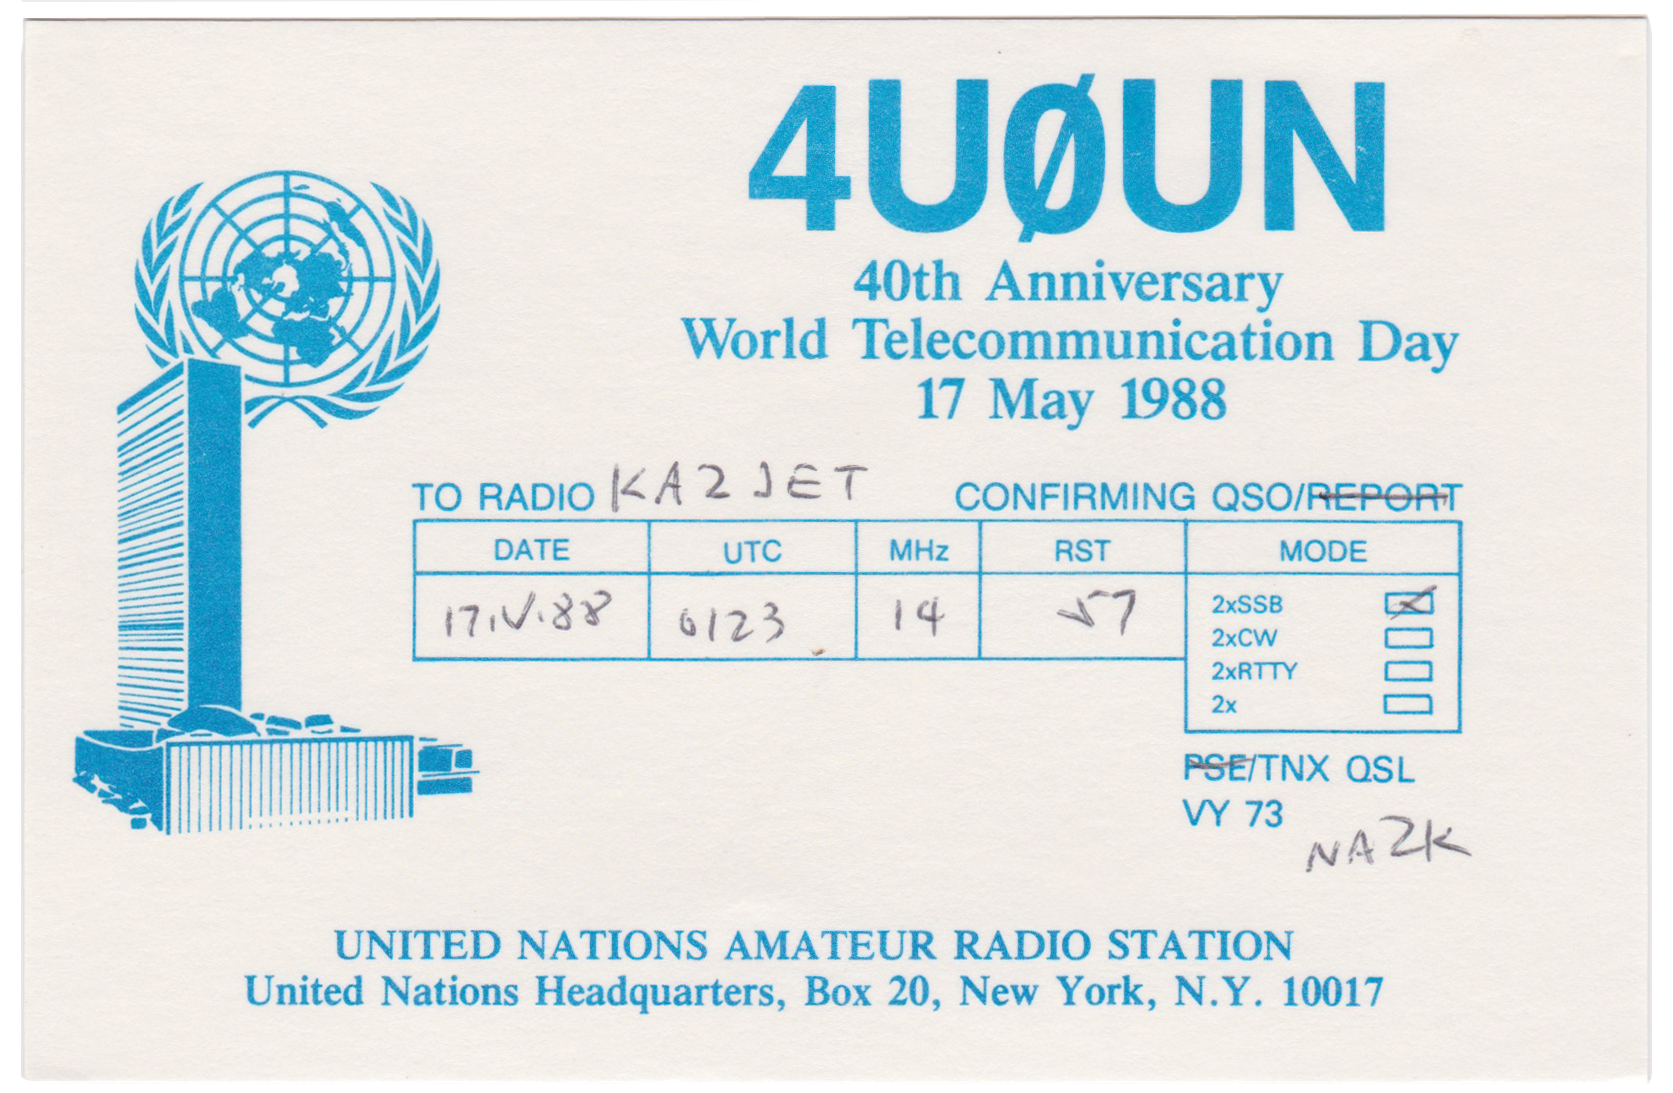 4UØUN
40th Anniversary
World Telecommunication Day
17 May 1988
TO RADIO KA2JET CONFIRMING QSO/REPORT
DATE UTC MHz RST MODE
17.V.88 0123 14 57
2xSSB
2xCW
2xRTTY
2x
PSE/TNX QSL
VY 73
NA2K
UNITED NATIONS AMATEUR RADIO STATION
United Nations Headquarters, Box 20, New York, N.Y. 10017